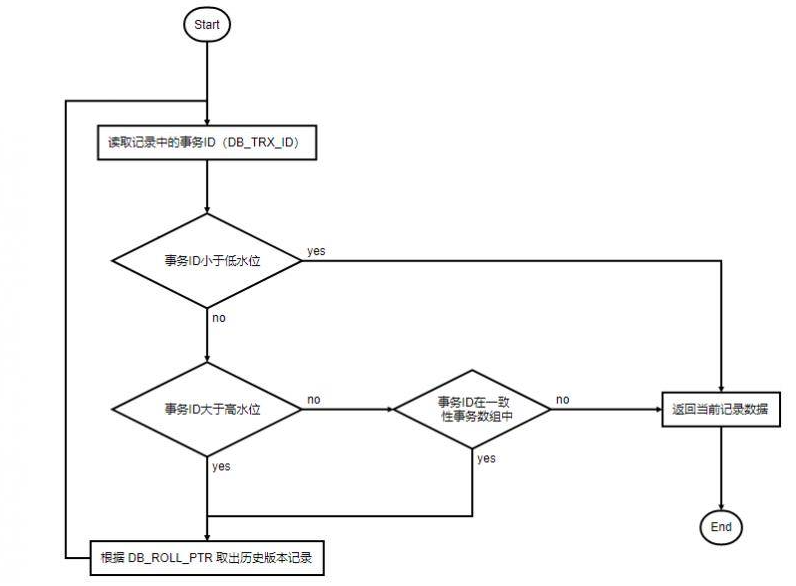 Start
读取记录中的事务ID（DB_TRX_ID）
事务ID小于低水位
yes
no
事务ID大于高水位
no
事务ID在一致
性事务数组中
no
返回当前记录数据
yes
yes
End
根据 DB_ROLL_PTR 取出历史版本记录